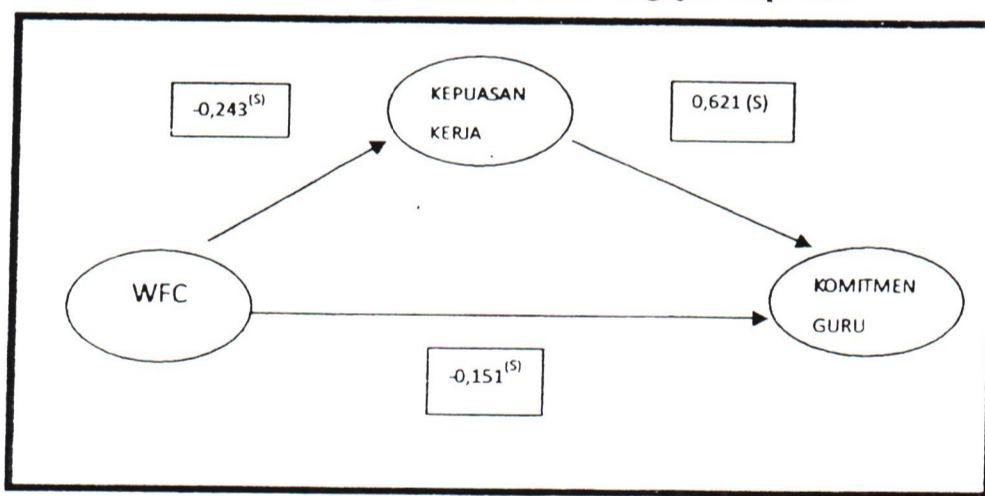 -0,243(S)
KEPUASAN
KERJA
0,621 (S)
WFC
KOMITMEN
GURU
-0,151(S)